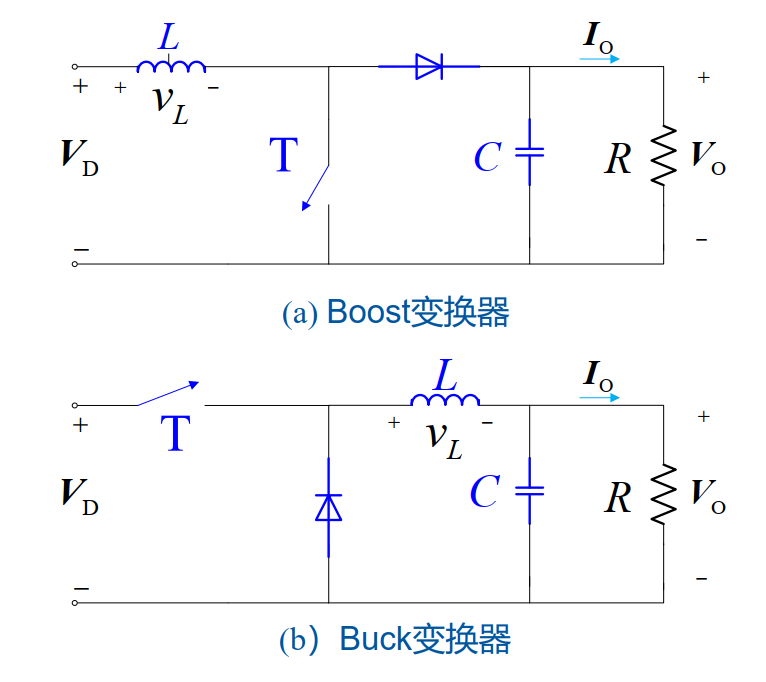 L
I_O
+ + v_L - +
V_D T C R V_O
- -
(a) Boost变换器
L I_O
+ T + v_L - +
V_D C R V_O
- -
(b）Buck变换器